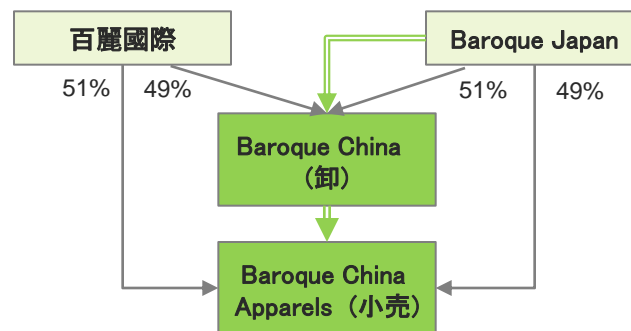 百麗國際
Baroque Japan
51% 49%
51% 49%
Baroque China
（卸）
Baroque China
Apparels（小売）